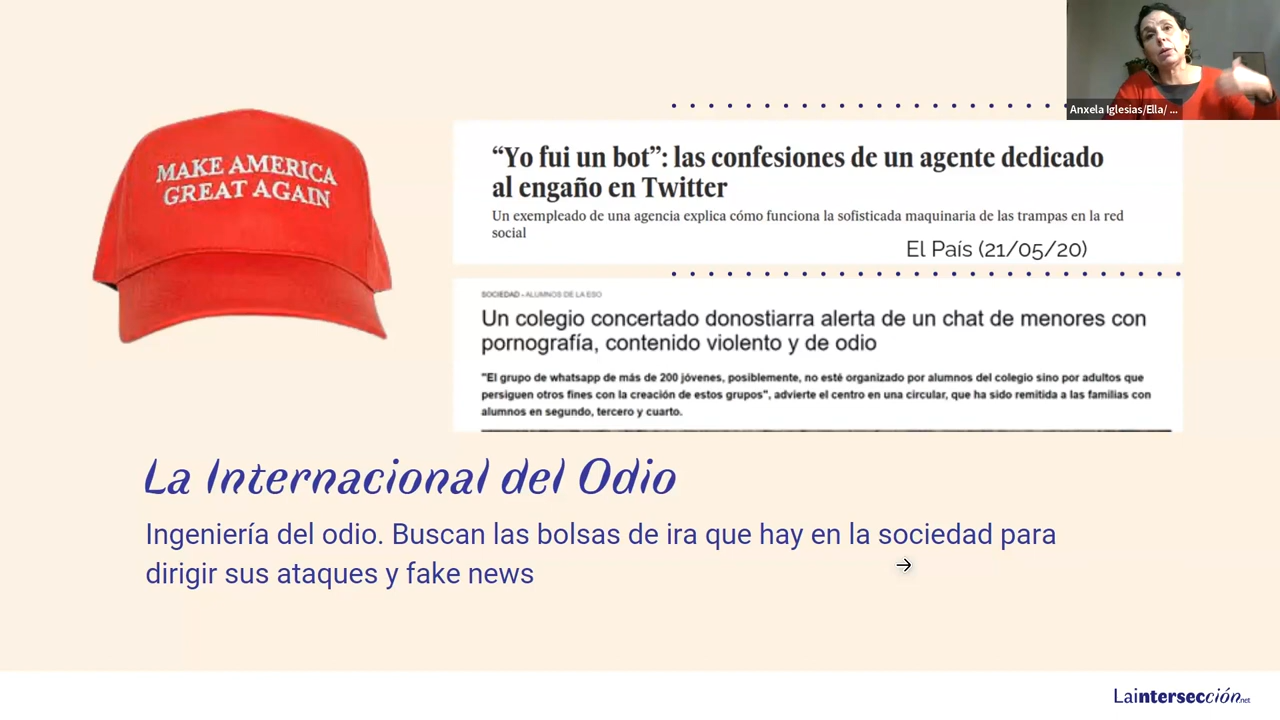 Anxela Iglesias/Ella/ ...
MAKE AMERICA
GREAT AGAIN
“Yo fui un bot”: las confesiones de un agente dedicado
al engaño en Twitter
Un exempleado de una agencia explica cómo funciona la sofisticada maquinaria de las trampas en la red
social
El País (21/05/20)
SOCIEDAD - ALUMNOS DE LA ESO
Un colegio concertado donostiarra alerta de un chat de menores con
pornografía, contenido violento y de odio
"El grupo de whatsapp de más de 200 jóvenes, posiblemente, no esté organizado por alumnos del colegio sino por adultos que
persiguen otros fines con la creación de estos grupos", advierte el centro en una circular, que ha sido remitida a las familias con
alumnos en segundo, tercero y cuarto.
La Internacional del Odio
Ingeniería del odio. Buscan las bolsas de ira que hay en la sociedad para
dirigir sus ataques y fake news
Laintersección.net